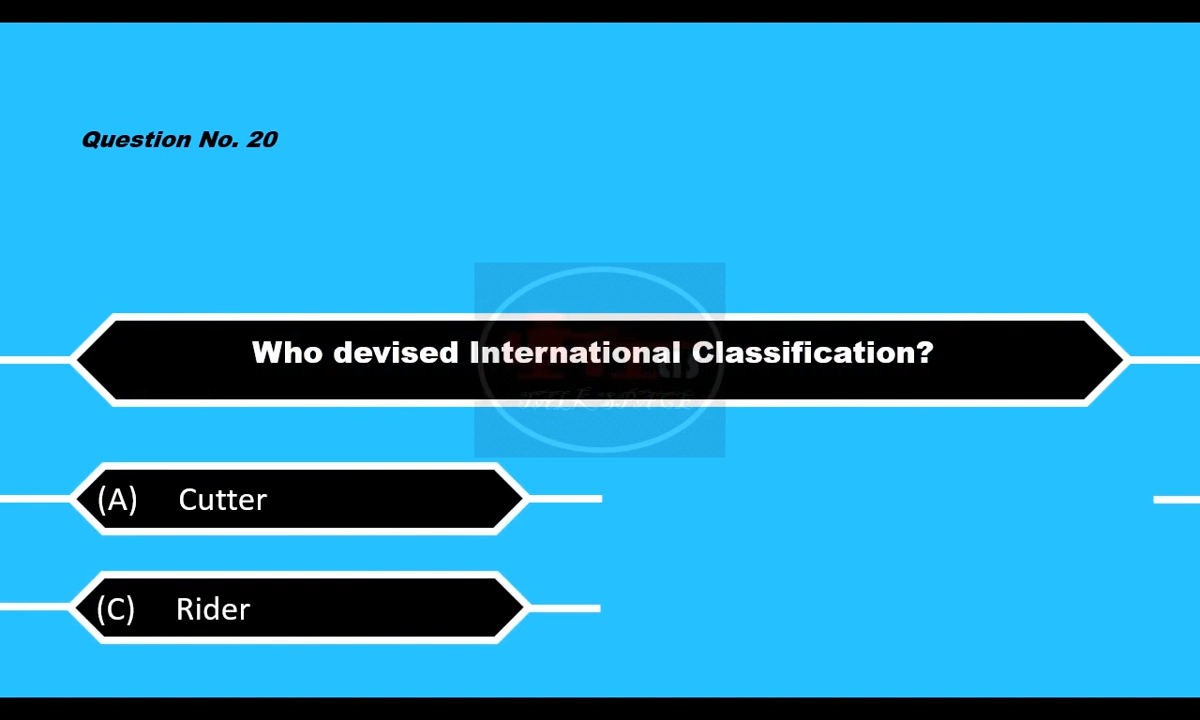 Question No. 20
Who devised International Classification?
(A) Cutter
(C) Rider